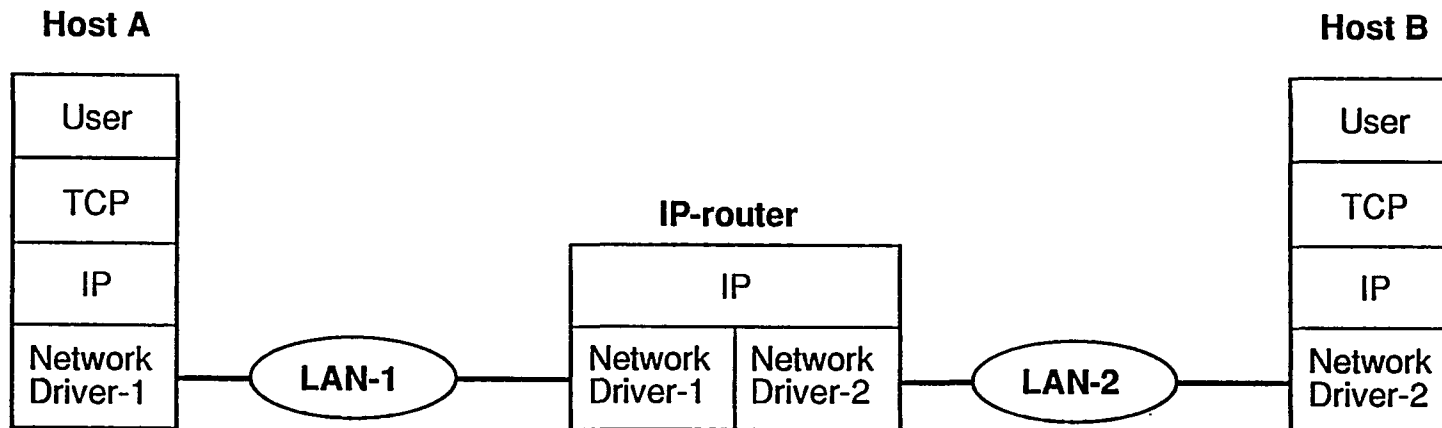 Host A
User
TCP
IP
Network
Driver-1
LAN-1
IP-router
IP
Network
Driver-1
Network
Driver-2
LAN-2
Host B
User
TCP
IP
Network
Driver-2